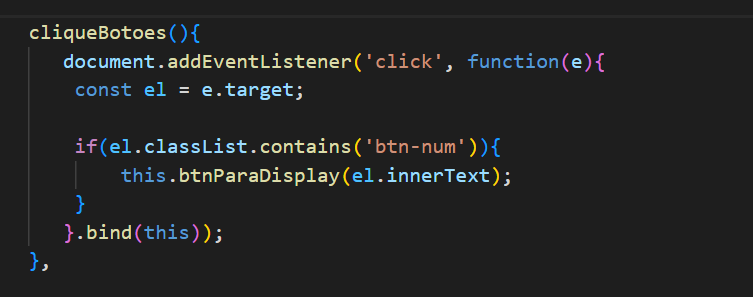 cliqueBotoes(){
document.addEventListener('click', function(e){
const el = e.target;
if(el.classList.contains('btn-num')){
this.btnParaDisplay(el.innerText);
}
}.bind(this));
},